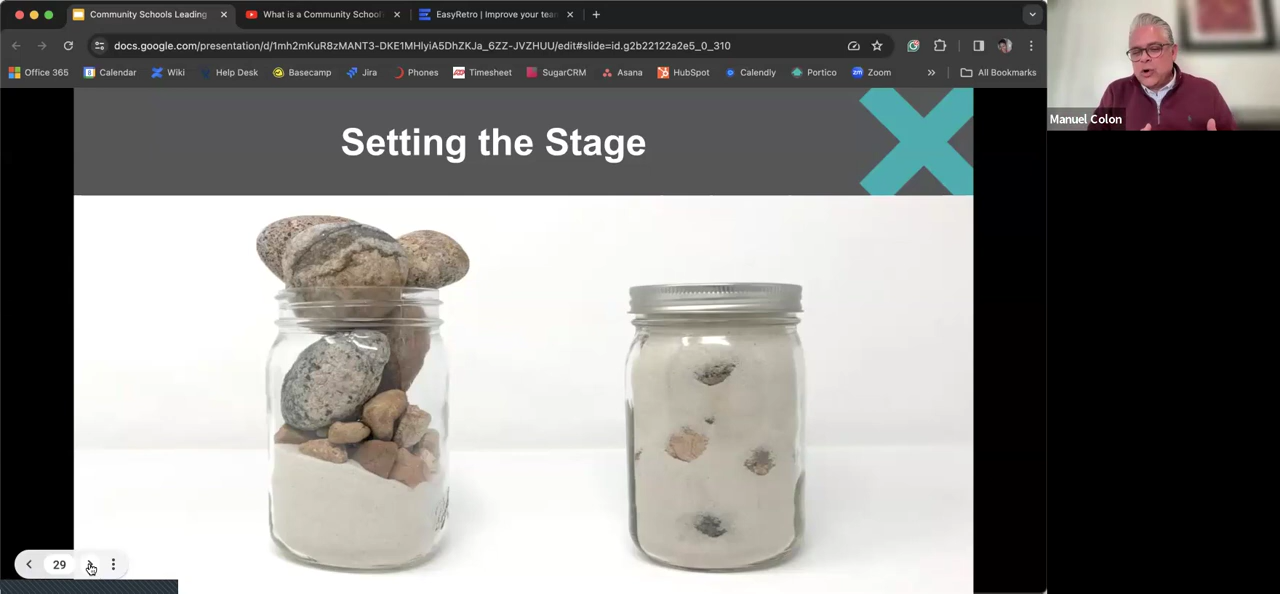 Community Schools Leading
What is a Community School
EasyRetro | Improve your tea
docs.google.com/presentation/d/1mh2mKuR8zMANT3-DKE1MHlyiA5DhZKJa_6ZZ-JVZHUU/edit#slide=id.g2b22122a2e5_0_310
Office 365 Calendar Wiki Help Desk Basecamp Jira Phones Timesheet SugarCRM Asana HubSpot Calendly Portico Zoom » All Bookmarks
Manuel Colon
Setting the Stage
29